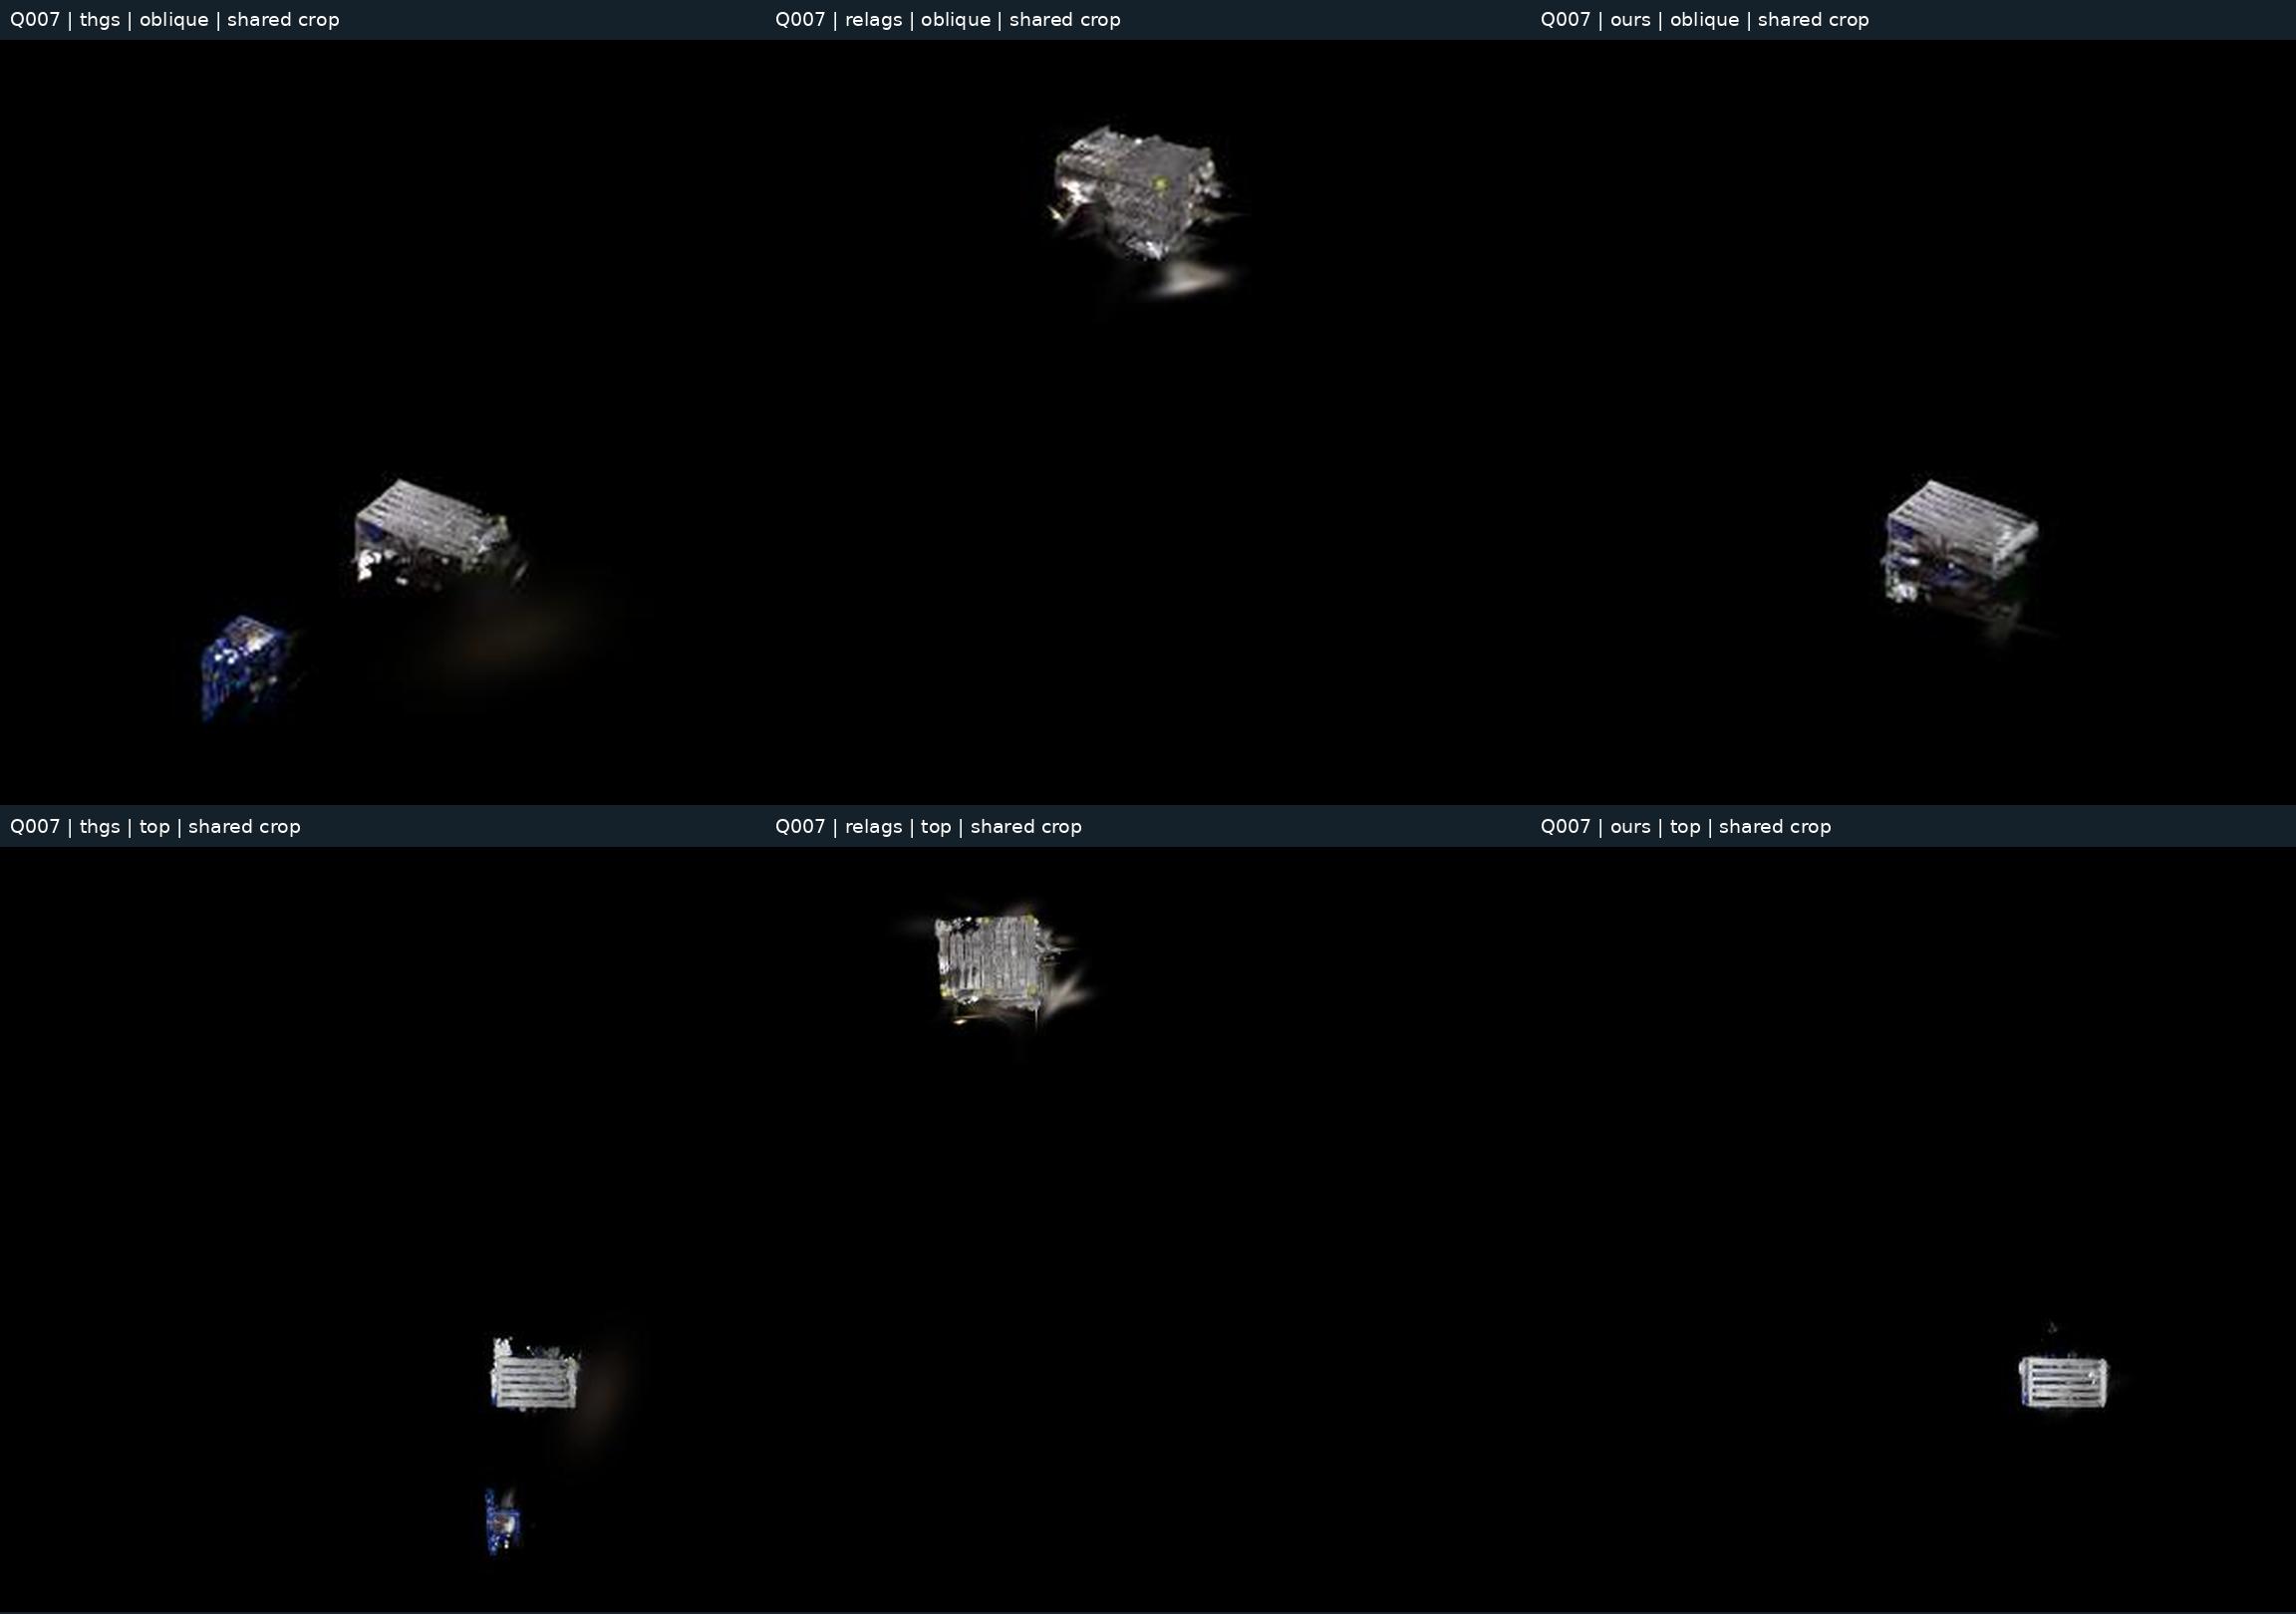 Q007 | thgs | oblique | shared crop
Q007 | relags | oblique | shared crop
Q007 | ours | oblique | shared crop
Q007 | thgs | top | shared crop
Q007 | relags | top | shared crop
Q007 | ours | top | shared crop